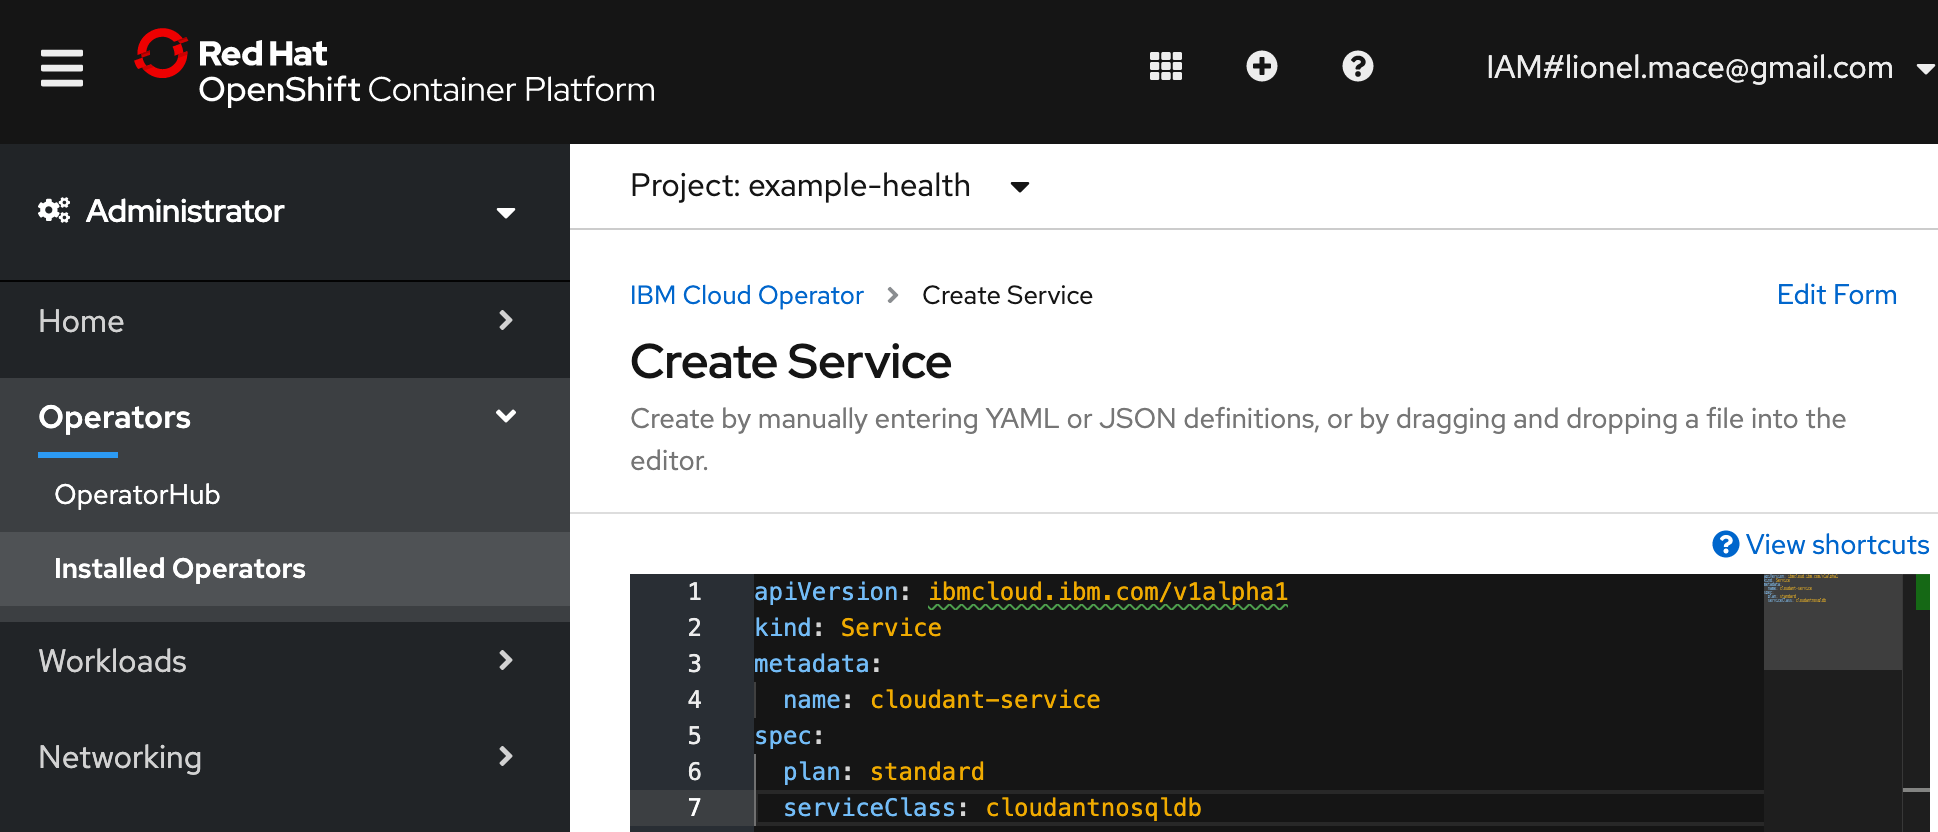 Red Hat
OpenShift Container Platform
IAM#lionel.mace@gmail.com
Administrator
Home
Operators
OperatorHub
Installed Operators
Workloads
Networking
Project: example-health
IBM Cloud Operator > Create Service
Edit Form
Create Service
Create by manually entering YAML or JSON definitions, or by dragging and dropping a file into the
editor.
View shortcuts
1 apiVersion: ibmcloud.ibm.com/v1alpha1
2 kind: Service
3 metadata:
4 name: cloudant-service
5 spec:
6 plan: standard
7 serviceClass: cloudantnosqldb